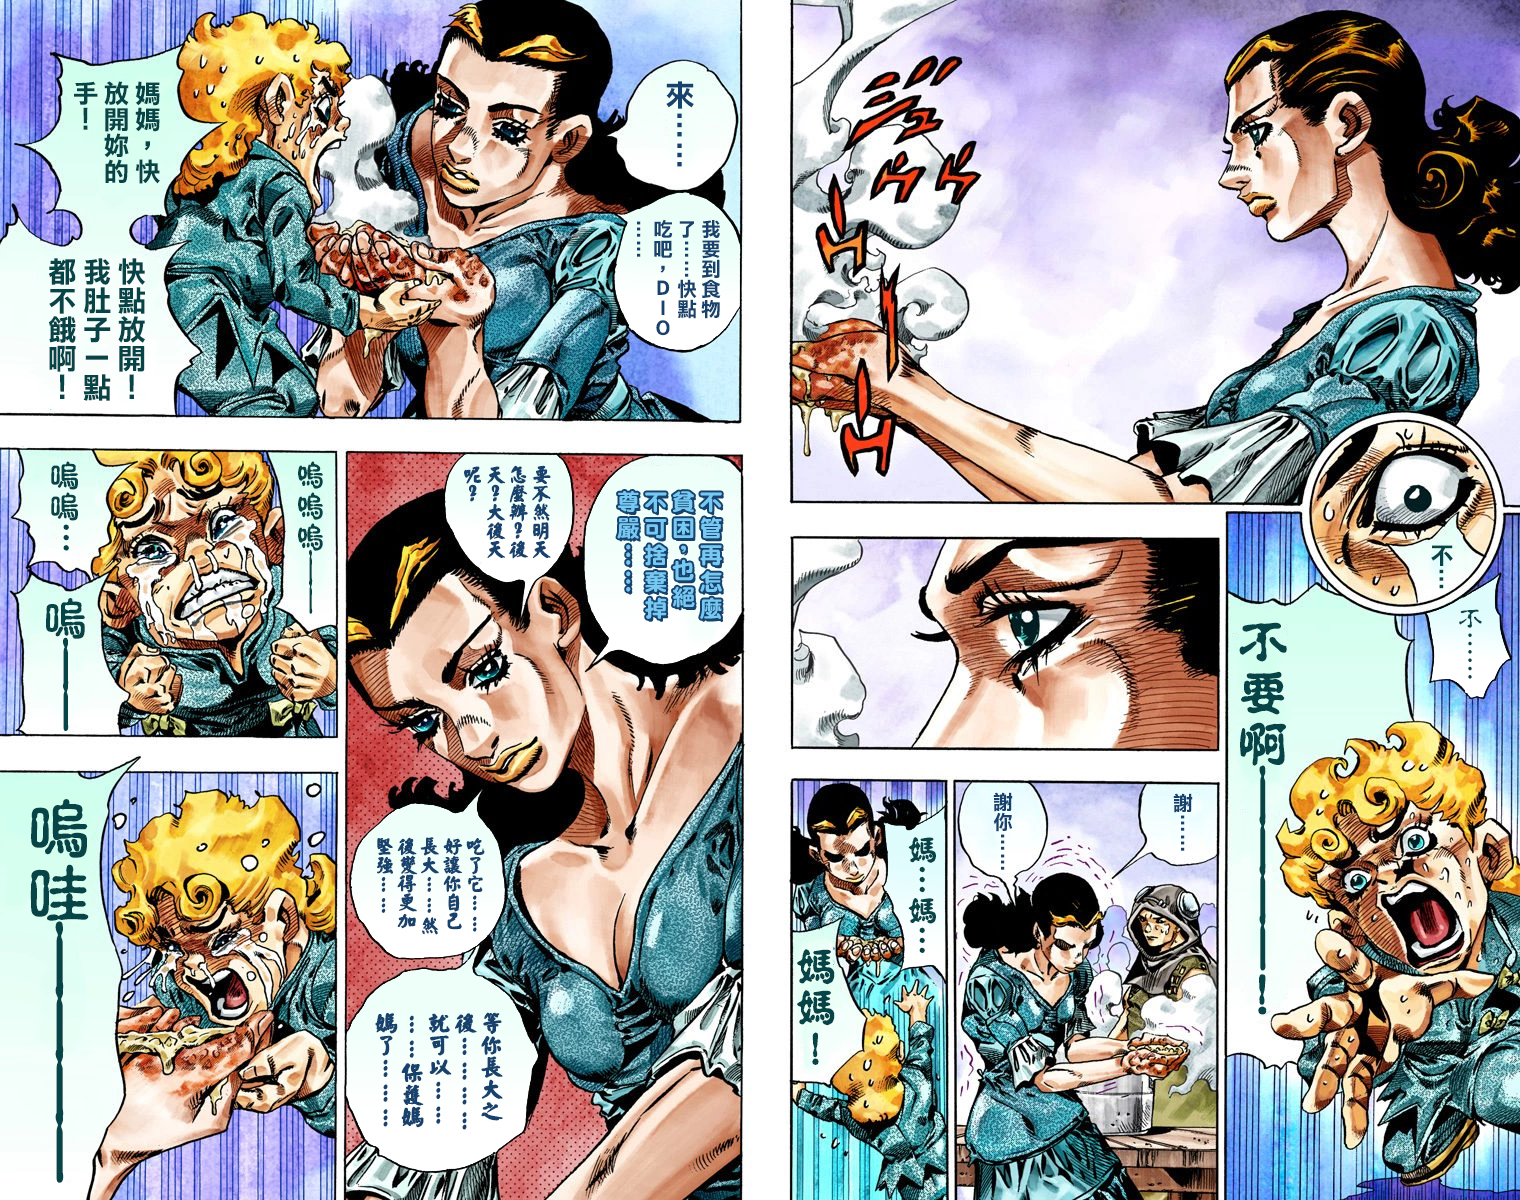 ジュ
ジュウ
ウ
ェ
ェ
不…
不……
不要啊——！
謝……
謝你…
媽…媽…
媽媽！
來……
我要到食物
了……快點
吃吧，DIO
……
媽媽，快
放開妳的
手！
快點放開！
我肚子一點
都不餓啊！
不管再怎麼
貧困，也絕
不可捨棄掉
尊嚴……
要不然明天
怎麼辦？後
天？大後天
呢？
吃了它……
好讓你自己
長大……然
後變得更加
堅強……
等你長大之
後…………
就可以……
……保護媽
媽了………
嗚嗚嗚——
嗚
嗚嗚…
嗚——
嗚哇——